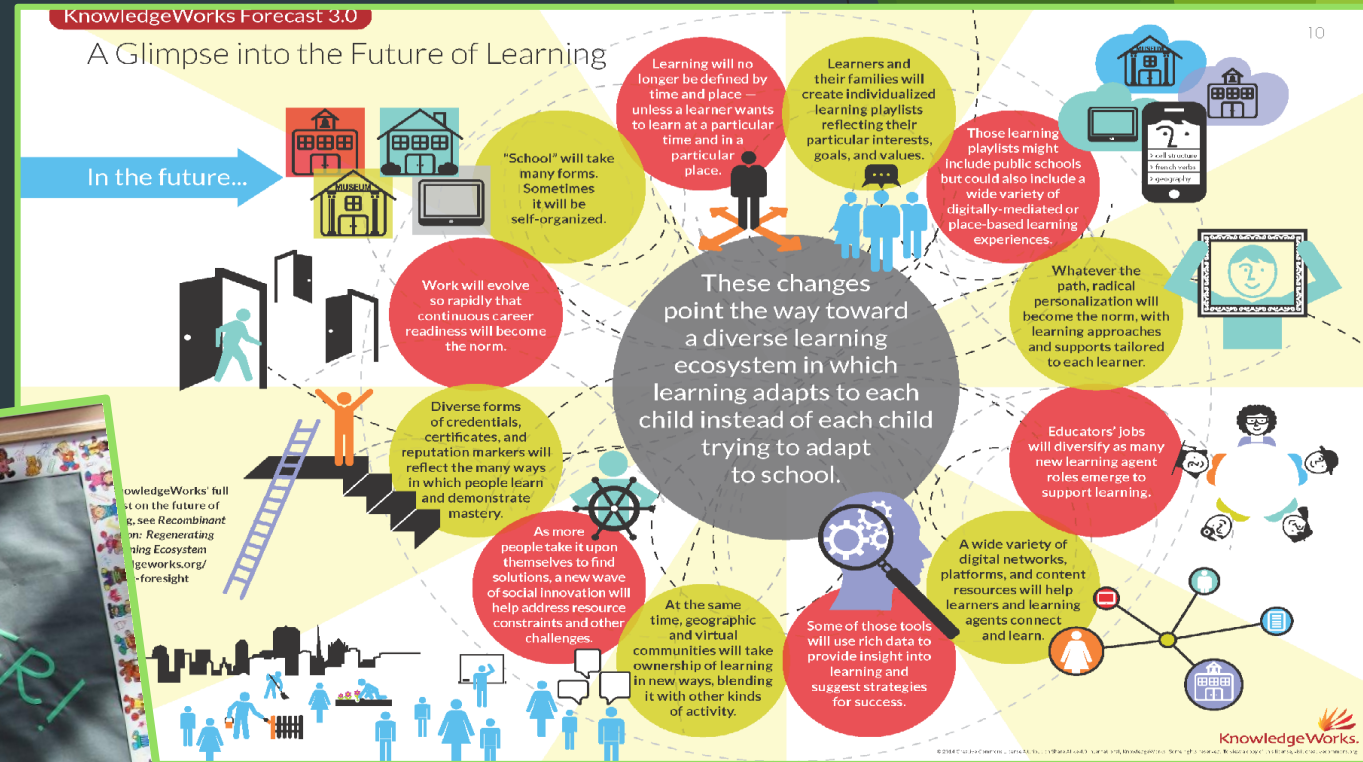 KnowledgeWorks Forecast 3.0
10
A Glimpse into the Future of Learning
In the future...
MUSEUM
"School" will take
many forms.
Sometimes
it will be
self-organized.
Learning will no
longer be defined by
time and place —
unless a learner wants
to learn at a particular
time and in a
particular
place.
Learners and
their families will
create individualized
learning playlists
reflecting their
particular interests,
goals, and values.
Those learning
playlists might
include public schools
but could also include a
wide variety of
digitally-mediated or
place-based learning
experiences.
MUSEUM
> cell structure
> french verbs
> geography
Whatever the
path, radical
personalization will
become the norm, with
learning approaches
and supports tailored
to each learner.
Educators' jobs
will diversify as many
new learning agent
roles emerge to
support learning.
A wide variety of
digital networks,
platforms, and content
resources will help
learners and learning
agents connect
and learn.
Some of those tools
will use rich data to
provide insight into
learning and
suggest strategies
for success.
At the same
time, geographic
and virtual
communities will take
ownership of learning
in new ways, blending
it with other kinds
of activity.
As more
people take it upon
themselves to find
solutions, a new wave
of social innovation will
help address resource
constraints and other
challenges.
Diverse forms
of credentials,
certificates, and
reputation markers will
reflect the many ways
in which people learn
and demonstrate
mastery.
Work will evolve
so rapidly that
continuous career
readiness will become
the norm.
These changes
point the way toward
a diverse learning
ecosystem in which
learning adapts to each
child instead of each child
trying to adapt
to school.
owledgeWorks' full
st on the future of
g, see Recombinant
on: Regenerating
ning Ecosystem
lgeworks.org/
-foresight
R!
KnowledgeWorks.